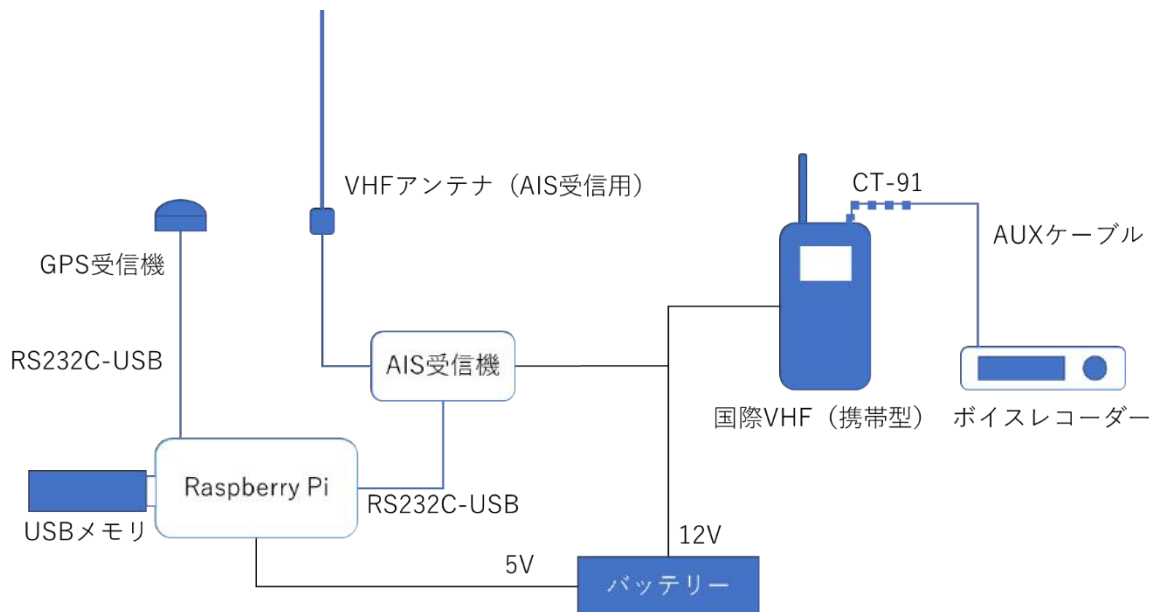 VHFアンテナ（AIS受信用）
CT-91
AUXケーブル
GPS受信機
RS232C-USB
AIS受信機
国際VHF（携帯型）
ボイスレコーダー
Raspberry Pi
RS232C-USB
USBメモリ
12V
5V
バッテリー